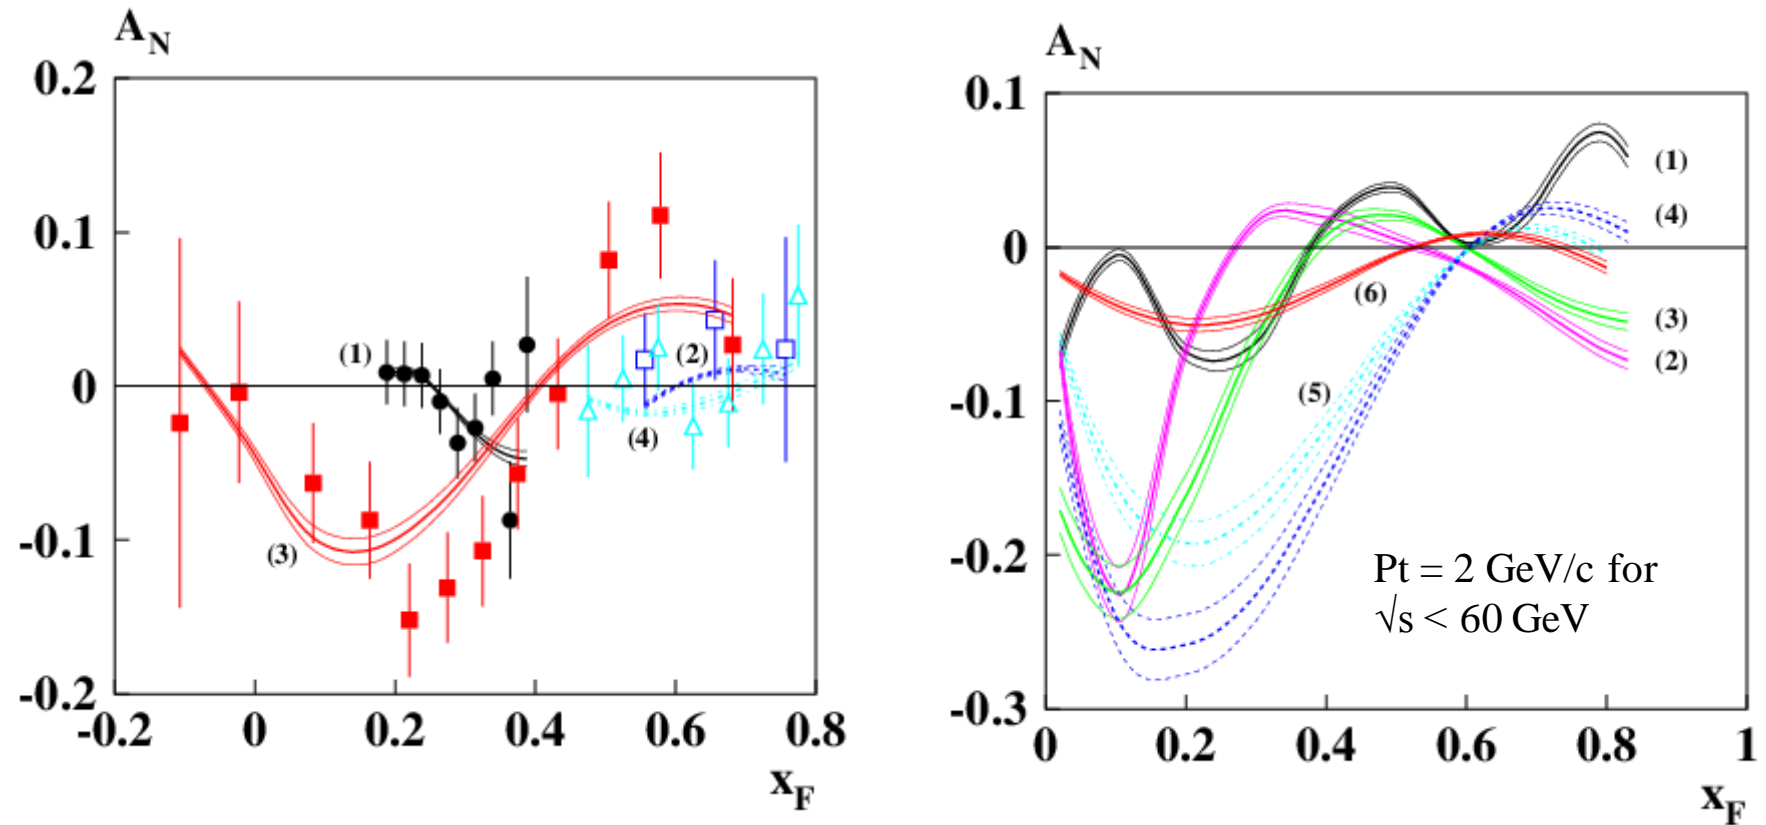 A_N
0.2
0.1
0
-0.1
-0.2
(1)
(2)
(3)
(4)
-0.2 0 0.2 0.4 0.6 0.8
x_F
A_N
0.1
0
-0.1
-0.2
-0.3
(1)
(4)
(6)
(3)
(2)
(5)
Pt = 2 GeV/c for
√s < 60 GeV
0 0.2 0.4 0.6 0.8 1
x_F